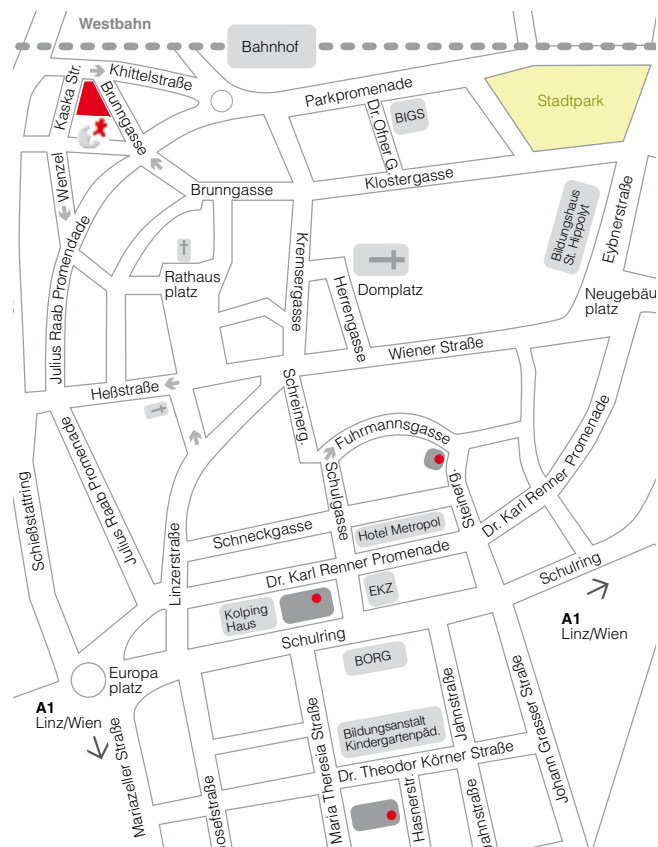 Westbahn
Bahnhof
Kaska Str.
Khittelstraße
Brunngasse
Parkpromenade
Dr. Ofner G.
BIGS
Stadtpark
Wenzel
Brunngasse
Klostergasse
Bildungshaus
St. Hippolyt
Eybnerstraße
Julius Raab Promendade
Rathaus
platz
Kremsergasse
Herrengasse
Domplatz
Neugebäu
platz
Wiener Straße
Heßstraße
Schreinerg.
Fuhrmannsgasse
Julius Raab Promenade
Schießstattring
Schulgasse
Steinerg.
Dr. Karl Renner Promenade
Linzerstraße
Schneckgasse
Hotel Metropol
Dr. Karl Renner Promenade
EKZ
Schulring
Kolping
Haus
Schulring
A1
Linz/Wien
BORG
Europa
platz
A1
Linz/Wien
Mariazeller Straße
Maria Theresia Straße
Jahnstraße
Johann Grasser Straße
Bildungsanstalt
Kindergartenpäd.
Dr. Theodor Körner Straße
osefstraße
Hasnerstr.
ahnstraße